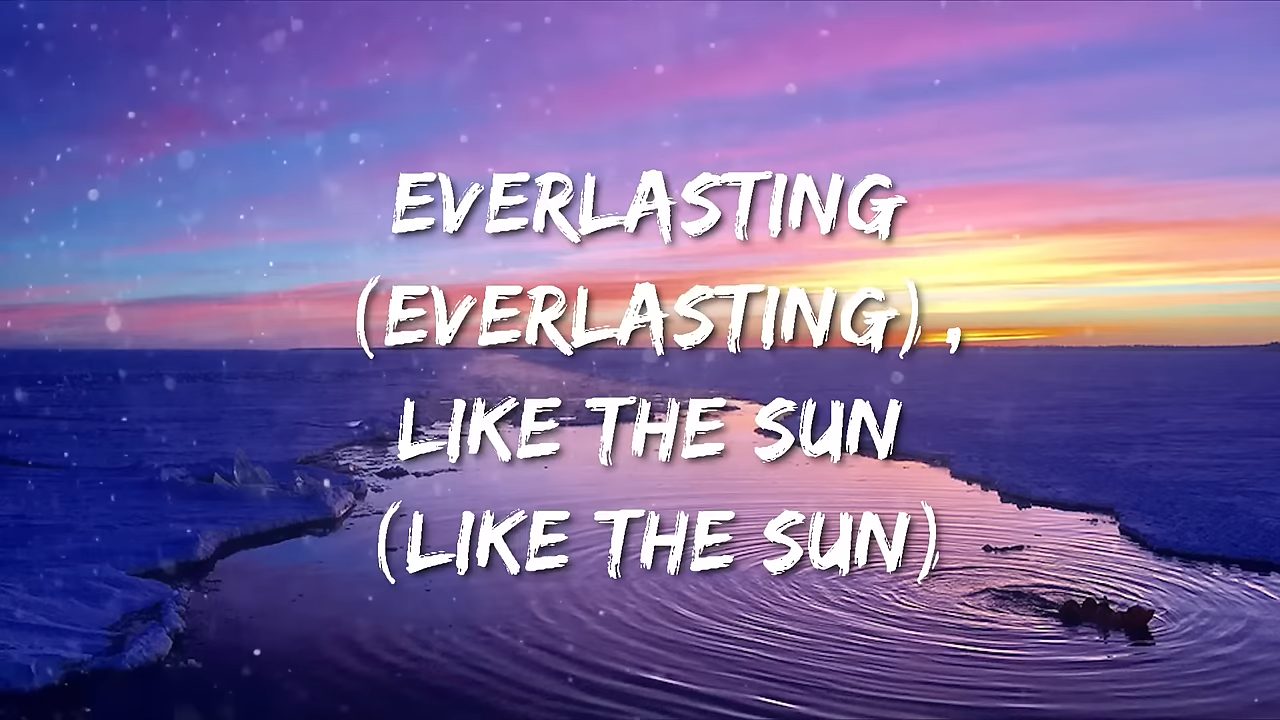 EVERLASTING
(EVERLASTING),
LIKE THE SUN
(LIKE THE SUN)